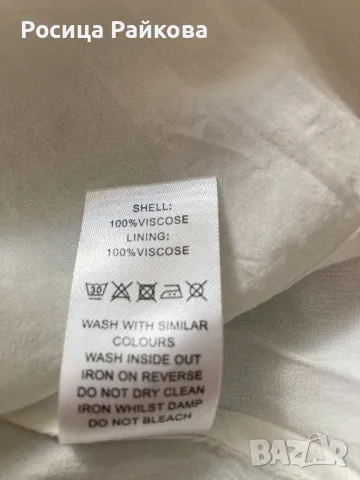 Росица Райкова
SHELL:
100%VISCOSE
LINING:
100%VISCOSE
30
WASH WITH SIMILAR
COLOURS
WASH INSIDE OUT
IRON ON REVERSE
DO NOT DRY CLEAN
IRON WHILST DAMP
DO NOT BLEACH
BAZAR